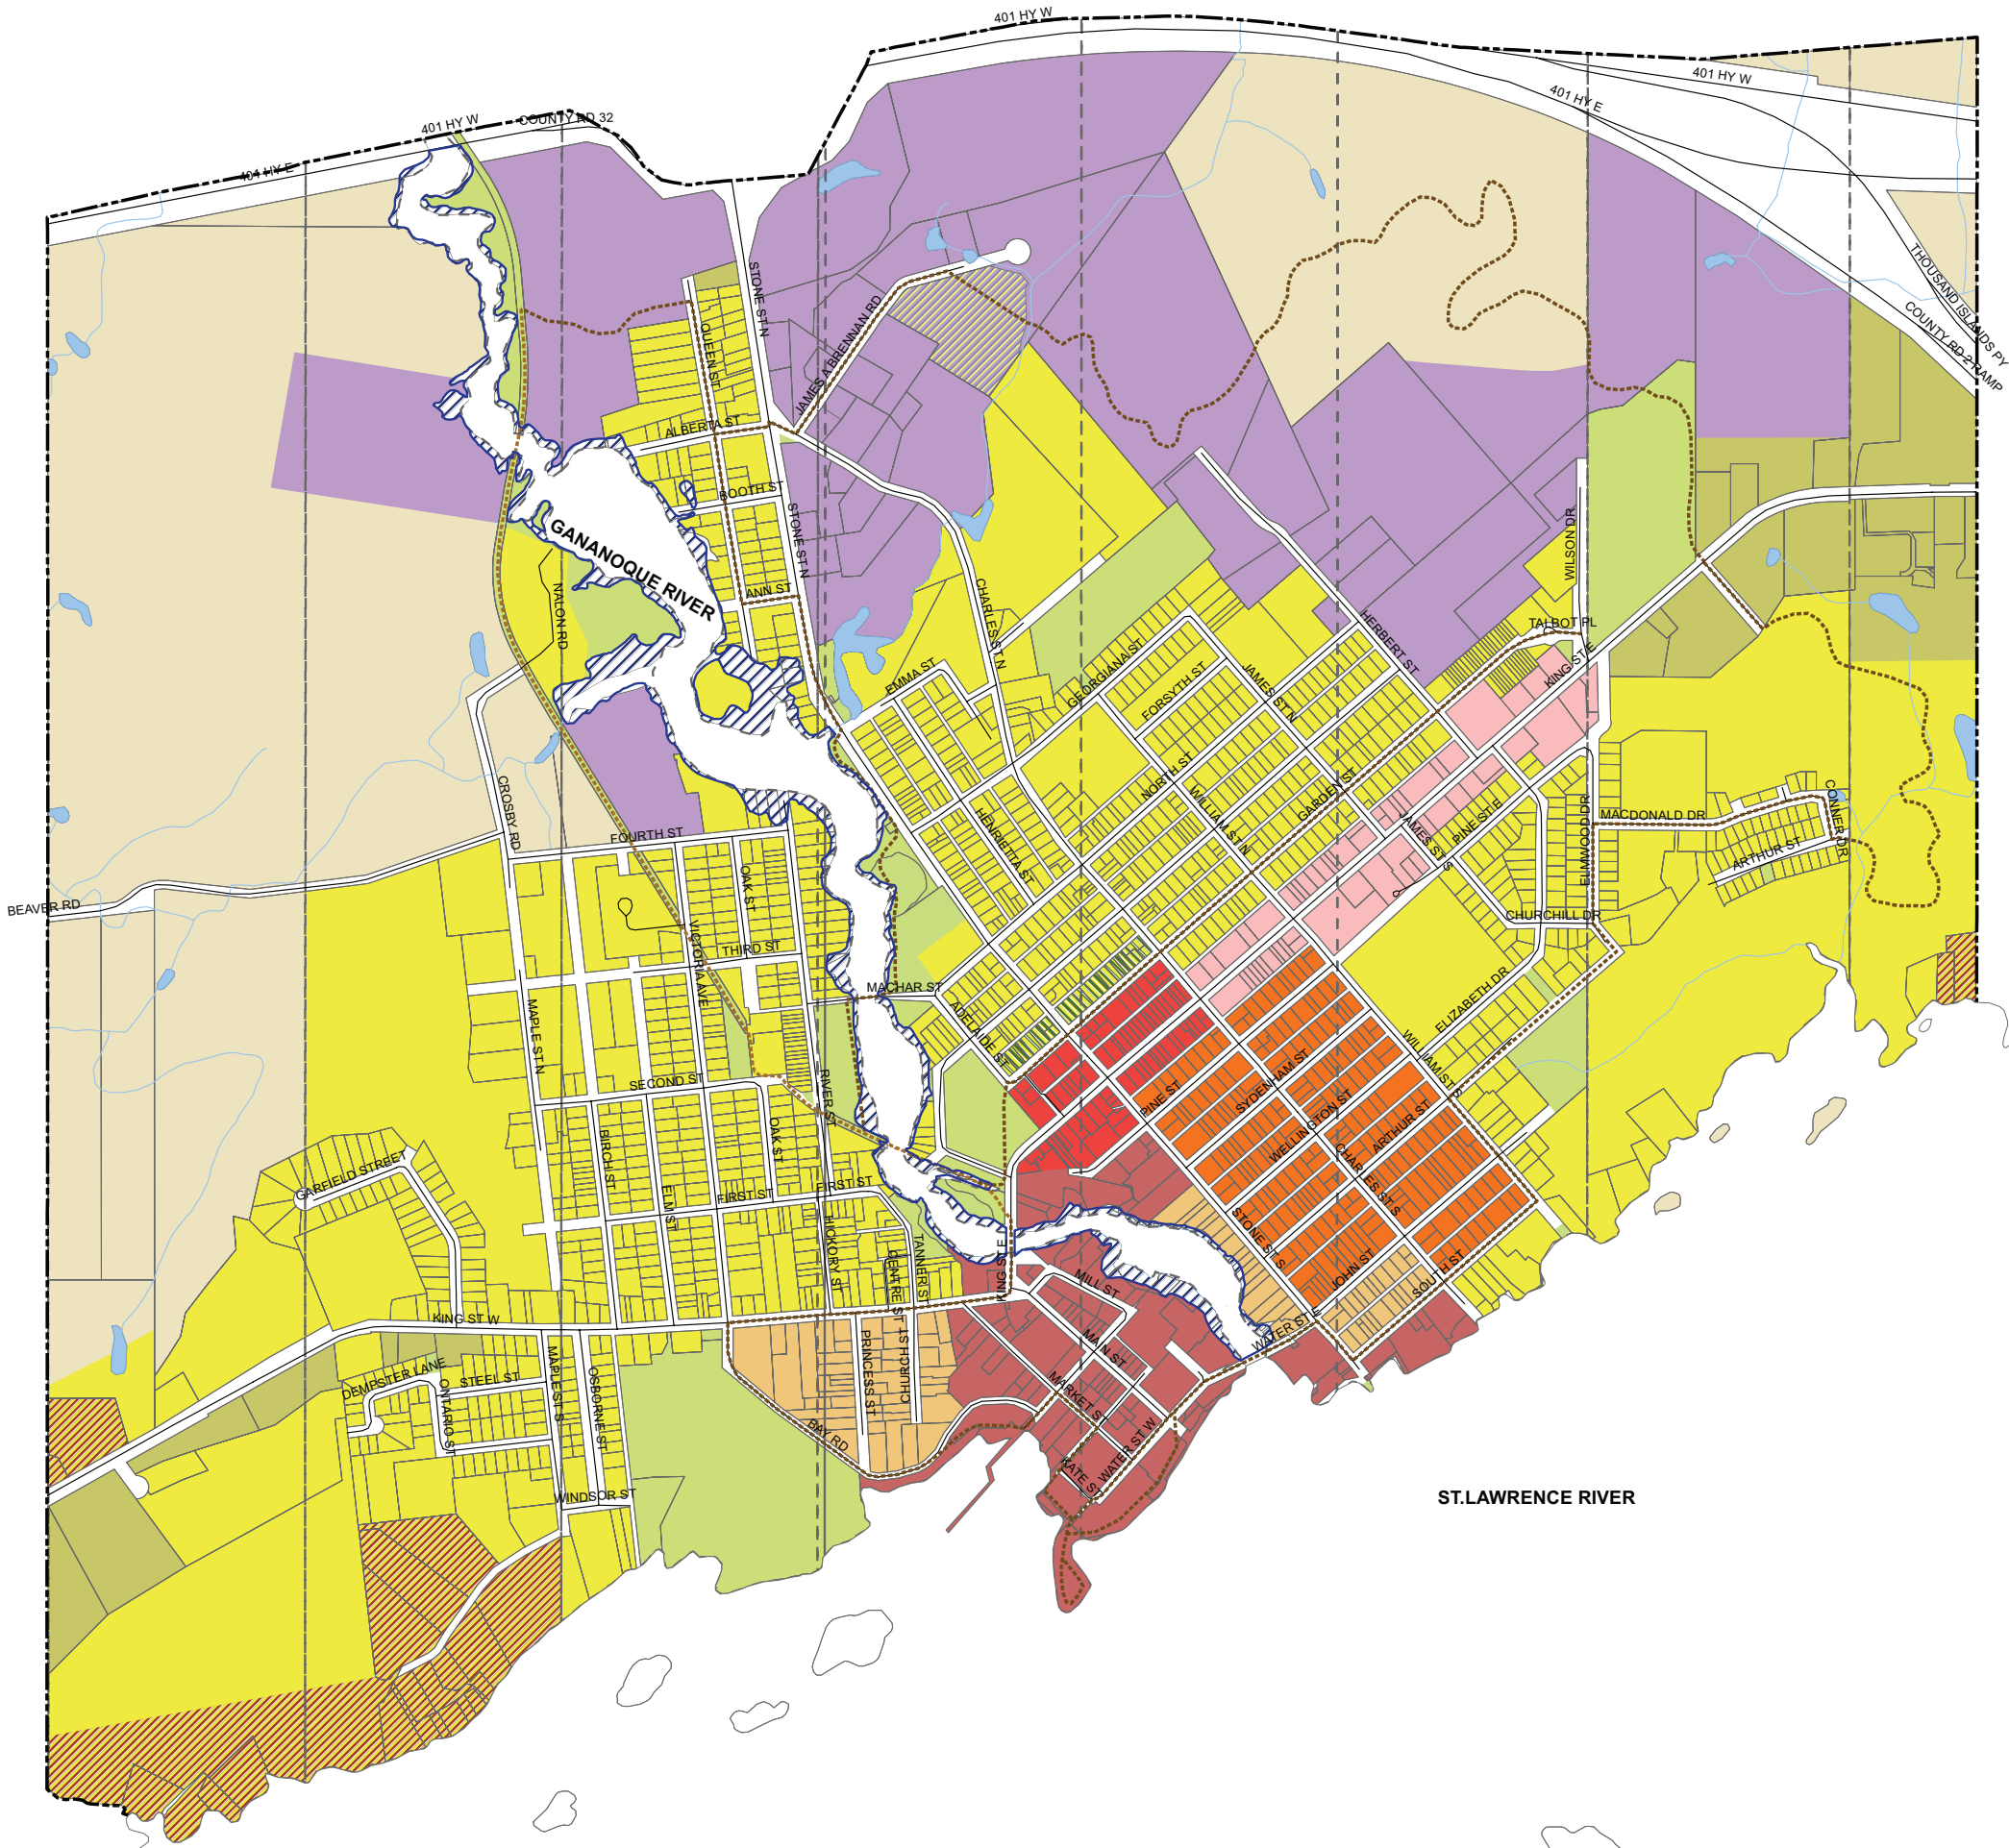 401 HY W
401 HY W
401 HY E
401 HY W
COUNTY RD 32
401 HY E
THOUSAND ISLANDS PY
COUNTY RD 2 RAMP
STONE ST N
JAMES A BRENNAN RD
QUEEN ST
ALBERTA ST
BOOTH ST
STONE ST N
GANANOQUE RIVER
NALON RD
ANN ST
CHARLES ST N
WILSON DR
TALBOT PL
HERBERT ST
KING ST E
EMMA ST
GEORGIANA ST
FORSYTH ST
JAMES ST N
NORTH ST
WILLIAM ST N
GARDEN ST
HENRIETTA ST
CROSBY RD
FOURTH ST
OAK ST
JAMES ST S
PINE ST E
ELMWOOD DR
MACDONALD DR
CONNER DR
ARTHUR ST
BEAVER RD
CHURCHILL DR
VICTORIA AVE
THIRD ST
MACHAR ST
ADELAIDE ST
ELIZABETH DR
MAPLE ST N
WILLIAM ST S
SECOND ST
RIVER ST
PINE ST
SYDENHAM ST
WELLINGTON ST
ARTHUR ST
CHARLES ST S
BIRCH ST
OAK ST
GARFIELD STREET
ELM ST
FIRST ST
FIRST ST
HICKORY ST
CENTRE ST
TANNER ST
KING ST E
STONE ST S
JOHN ST
SOUTH ST
MILL ST
MAIN ST
WATER ST E
KING ST W
PRINCESS ST
CHURCH ST
DEMPSTER LANE
STEEL ST
ONTARIO ST
MAPLE ST S
OSBORNE ST
BAY RD
MARKET ST
WATER ST W
KATE ST
WINDSOR ST
ST.LAWRENCE RIVER